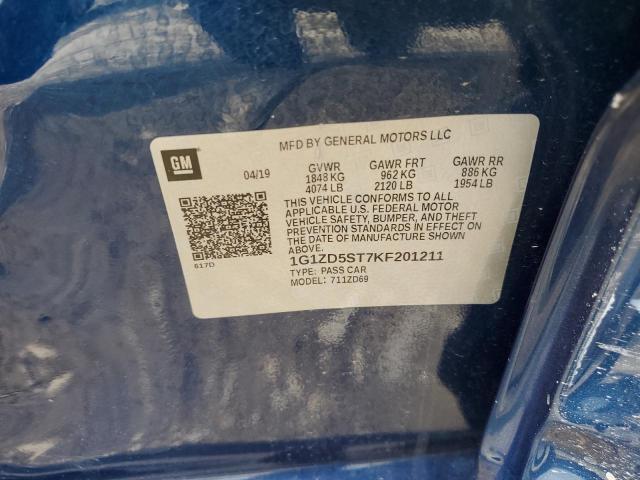 MFD BY GENERAL MOTORS LLC
GM
04/19
GVWR GAWR FRT GAWR RR
1848 KG 962 KG 886 KG
4074 LB 2120 LB 1954 LB
THIS VEHICLE CONFORMS TO ALL
APPLICABLE U.S. FEDERAL MOTOR
VEHICLE SAFETY, BUMPER, AND THEFT
PREVENTION STANDARDS IN EFFECT ON
THE DATE OF MANUFACTURE SHOWN
ABOVE.
617D
1G1ZD5ST7KF201211
TYPE: PASS CAR
MODEL: 711ZD69